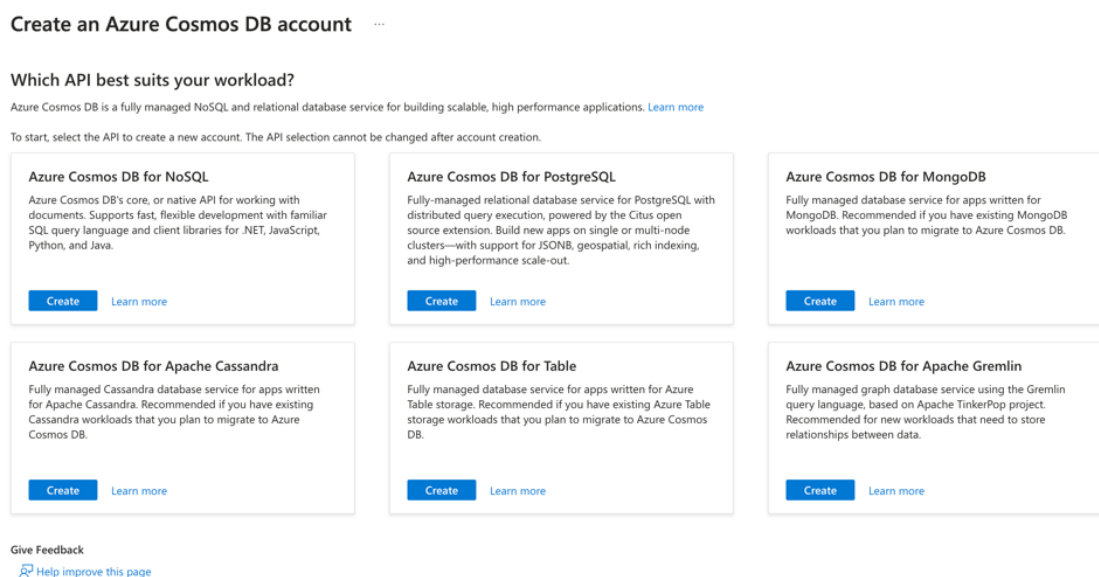 Create an Azure Cosmos DB account ...
Which API best suits your workload?
Azure Cosmos DB is a fully managed NoSQL and relational database service for building scalable, high performance applications. Learn more
To start, select the API to create a new account. The API selection cannot be changed after account creation.
Azure Cosmos DB for NoSQL
Azure Cosmos DB's core, or native API for working with
documents. Supports fast, flexible development with familiar
SQL query language and client libraries for .NET, JavaScript,
Python, and Java.
Create Learn more
Azure Cosmos DB for PostgreSQL
Fully-managed relational database service for PostgreSQL with
distributed query execution, powered by the Citus open
source extension. Build new apps on single or multi-node
clusters—with support for JSONB, geospatial, rich indexing,
and high-performance scale-out.
Create Learn more
Azure Cosmos DB for MongoDB
Fully managed database service for apps written for
MongoDB. Recommended if you have existing MongoDB
workloads that you plan to migrate to Azure Cosmos DB.
Create Learn more
Azure Cosmos DB for Apache Cassandra
Fully managed Cassandra database service for apps written
for Apache Cassandra. Recommended if you have existing
Cassandra workloads that you plan to migrate to Azure
Cosmos DB.
Create Learn more
Azure Cosmos DB for Table
Fully managed database service for apps written for Azure
Table storage. Recommended if you have existing Azure Table
storage workloads that you plan to migrate to Azure Cosmos
DB.
Create Learn more
Azure Cosmos DB for Apache Gremlin
Fully managed graph database service using the Gremlin
query language, based on Apache TinkerPop project.
Recommended for new workloads that need to store
relationships between data.
Create Learn more
Give Feedback
Help improve this page